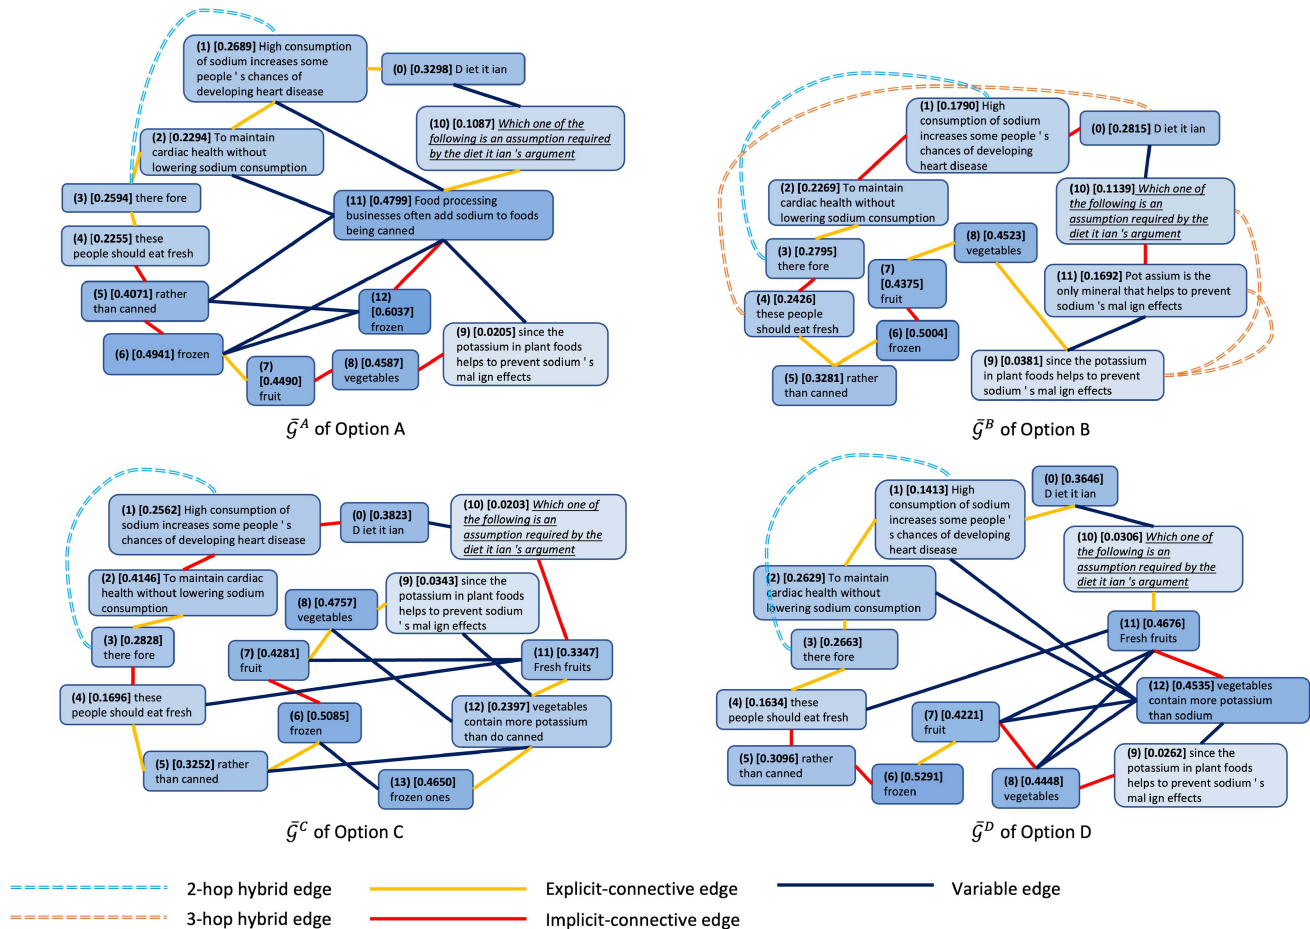 (1) [0.2689] High consumption
of sodium increases some
people ' s chances of
developing heart disease
(0) [0.3298] D iet it ian
(10) [0.1087] Which one of the
following is an assumption required
by the diet it ian 's argument
(2) [0.2294] To maintain
cardiac health without
lowering sodium consumption
(3) [0.2594] there fore
(11) [0.4799] Food processing
businesses often add sodium to foods
being canned
(4) [0.2255] these
people should eat fresh
(5) [0.4071] rather
than canned
(12)
[0.6037]
frozen
(6) [0.4941] frozen
(7)
[0.4490]
fruit
(8) [0.4587]
vegetables
(9) [0.0205] since the
potassium in plant foods
helps to prevent sodium ' s
mal ign effects
𝒢̄ᴬ of Option A
(1) [0.1790] High
consumption of sodium
increases some people ' s
chances of developing
heart disease
(0) [0.2815] D iet it ian
(2) [0.2269] To maintain
cardiac health without
lowering sodium consumption
(10) [0.1139] Which one of
the following is an
assumption required by the
diet it ian 's argument
(3) [0.2795]
there fore
(8) [0.4523]
vegetables
(7)
[0.4375]
fruit
(11) [0.1692] Pot assium is the
only mineral that helps to prevent
sodium's mal ign effects
(4) [0.2426]
these people
should eat fresh
(6) [0.5004]
frozen
(5) [0.3281] rather
than canned
(9) [0.0381] since the potassium
in plant foods helps to prevent
sodium ' s mal ign effects
𝒢̄ᴮ of Option B
(1) [0.2562] High consumption of
sodium increases some people ' s
chances of developing heart disease
(0) [0.3823]
D iet it ian
(10) [0.0203] Which one of
the following is an
assumption required by the
diet it ian 's argument
(2) [0.4146] To maintain cardiac
health without lowering sodium
consumption
(8) [0.4757]
vegetables
(9) [0.0343] since the
potassium in plant foods
helps to prevent sodium
' s mal ign effects
(3) [0.2828]
there fore
(7) [0.4281]
fruit
(11) [0.3347]
Fresh fruits
(4) [0.1696] these
people should eat fresh
(6) [0.5085]
frozen
(12) [0.2397] vegetables
contain more potassium
than do canned
(5) [0.3252] rather
than canned
(13) [0.4650]
frozen ones
𝒢̄ᶜ of Option C
(0) [0.3646]
D iet it ian
(1) [0.1413] High
consumption of sodium
increases some people '
s chances of developing
heart disease
(10) [0.0306] Which one of
the following is an
assumption required by the
diet it ian 's argument
(2) [0.2629] To maintain
cardiac health without
lowering sodium consumption
(11) [0.4676]
Fresh fruits
(3) [0.2663]
there fore
(4) [0.1634] these
people should eat fresh
(12) [0.4535] vegetables
contain more potassium
than sodium
(7) [0.4221]
fruit
(5) [0.3096] rather
than canned
(6) [0.5291]
frozen
(8) [0.4448]
vegetables
(9) [0.0262] since the
potassium in plant foods
helps to prevent sodium ' s
mal ign effects
𝒢̄ᴰ of Option D
2-hop hybrid edge
Explicit-connective edge
Variable edge
3-hop hybrid edge
Implicit-connective edge